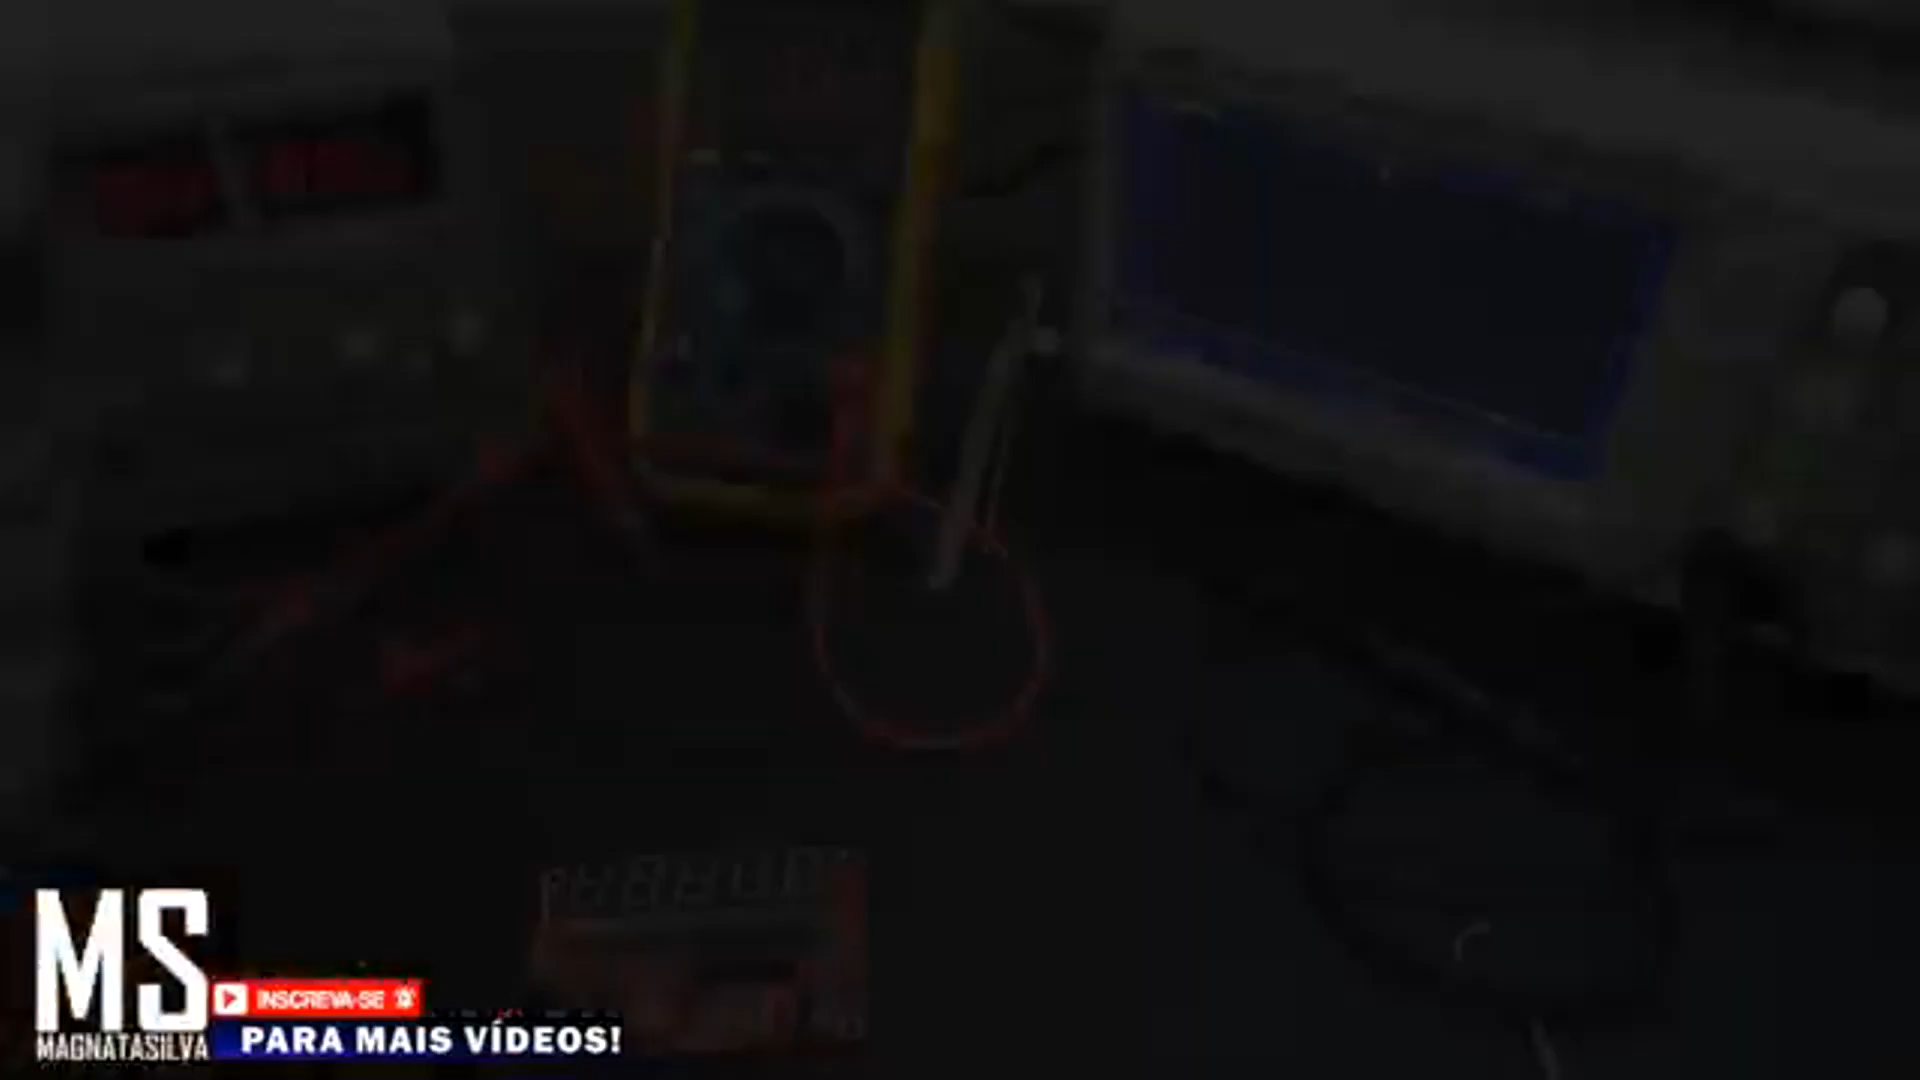 MS
MAGNATASILVA
INSCREVA-SE
PARA MAIS VÍDEOS!